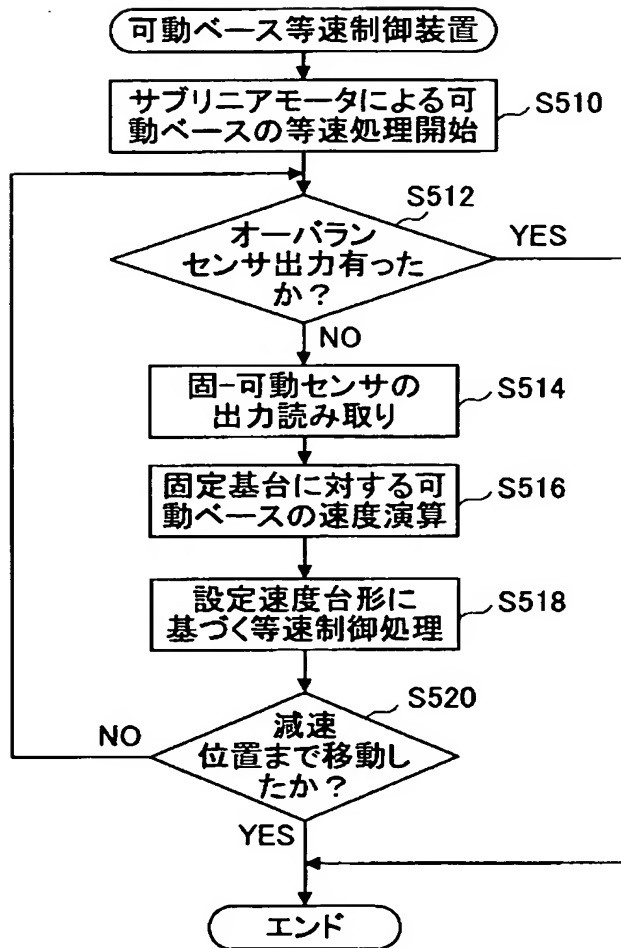 可動ベース等速制御装置
サブリニアモータによる可
動ベースの等速処理開始
S510
S512
オーバラン
センサ出力有った
か？
YES
NO
固-可動センサの
出力読み取り
S514
固定基台に対する可
動ベースの速度演算
S516
設定速度台形に
基づく等速制御処理
S518
S520
減速
位置まで移動し
たか？
NO
YES
エンド